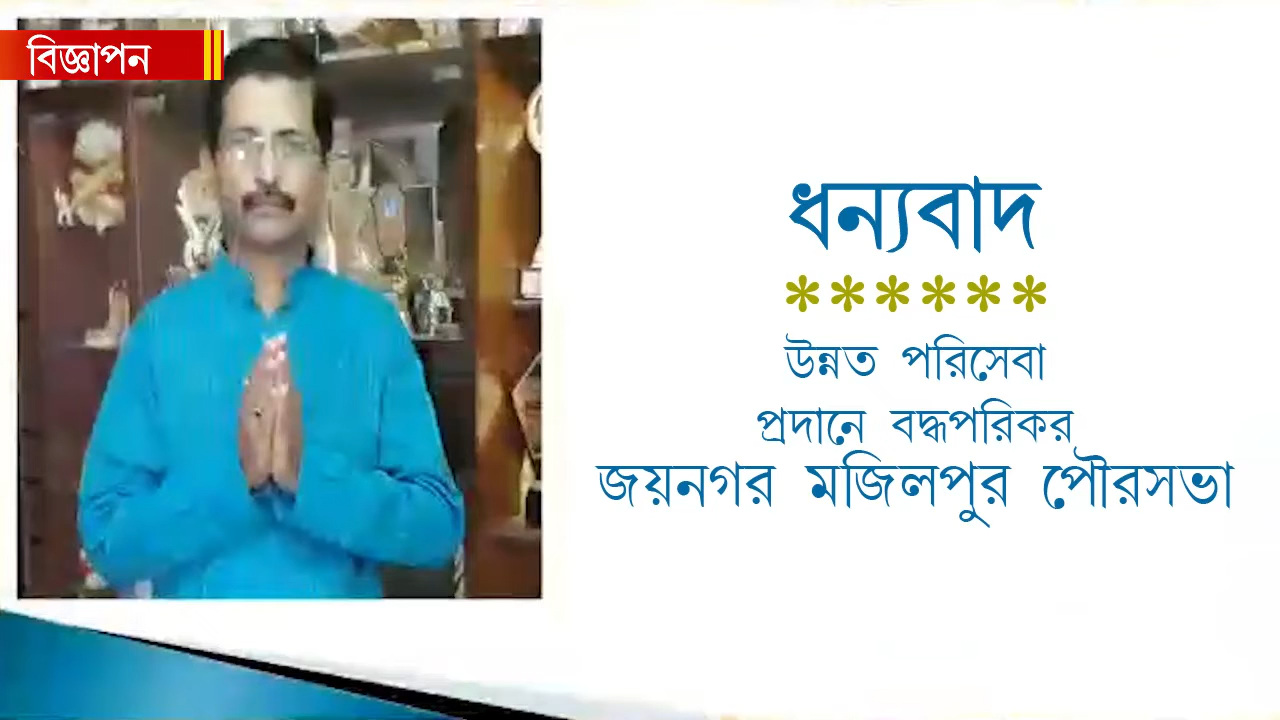 বিজ্ঞাপন
ধন্যবাদ
******
উন্নত পরিসেবা
প্রদানে বদ্ধপরিকর
জয়নগর মজিলপুর পৌরসভা